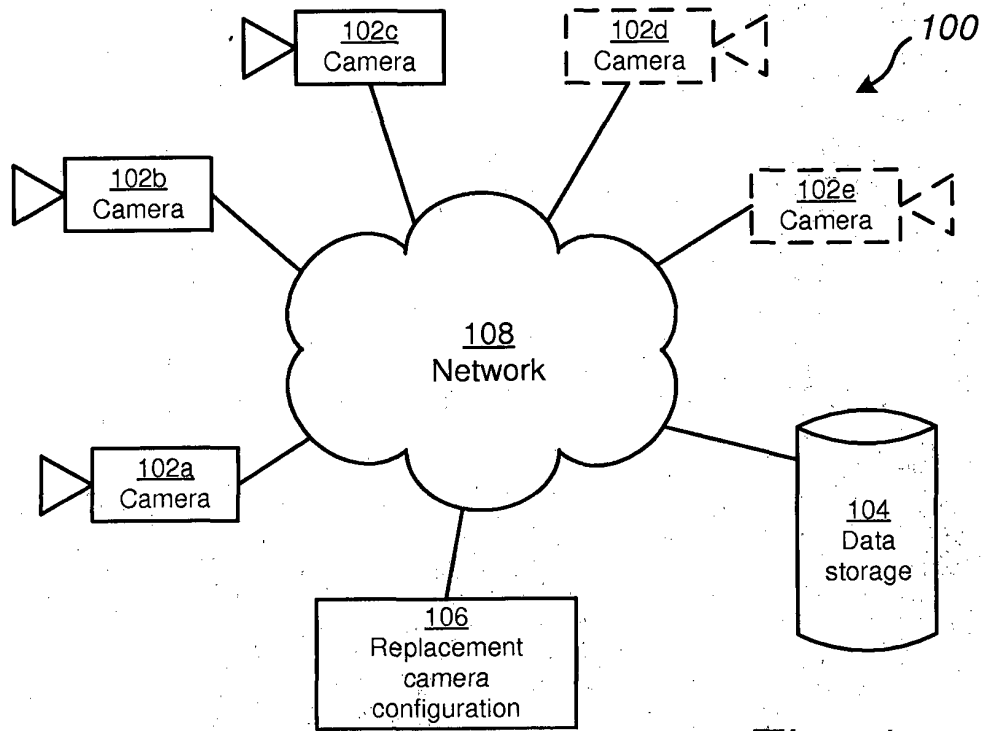 102c
Camera
102d
Camera
100
102b
Camera
102e
Camera
108
Network
102a
Camera
104
Data
storage
106
Replacement
camera
configuration